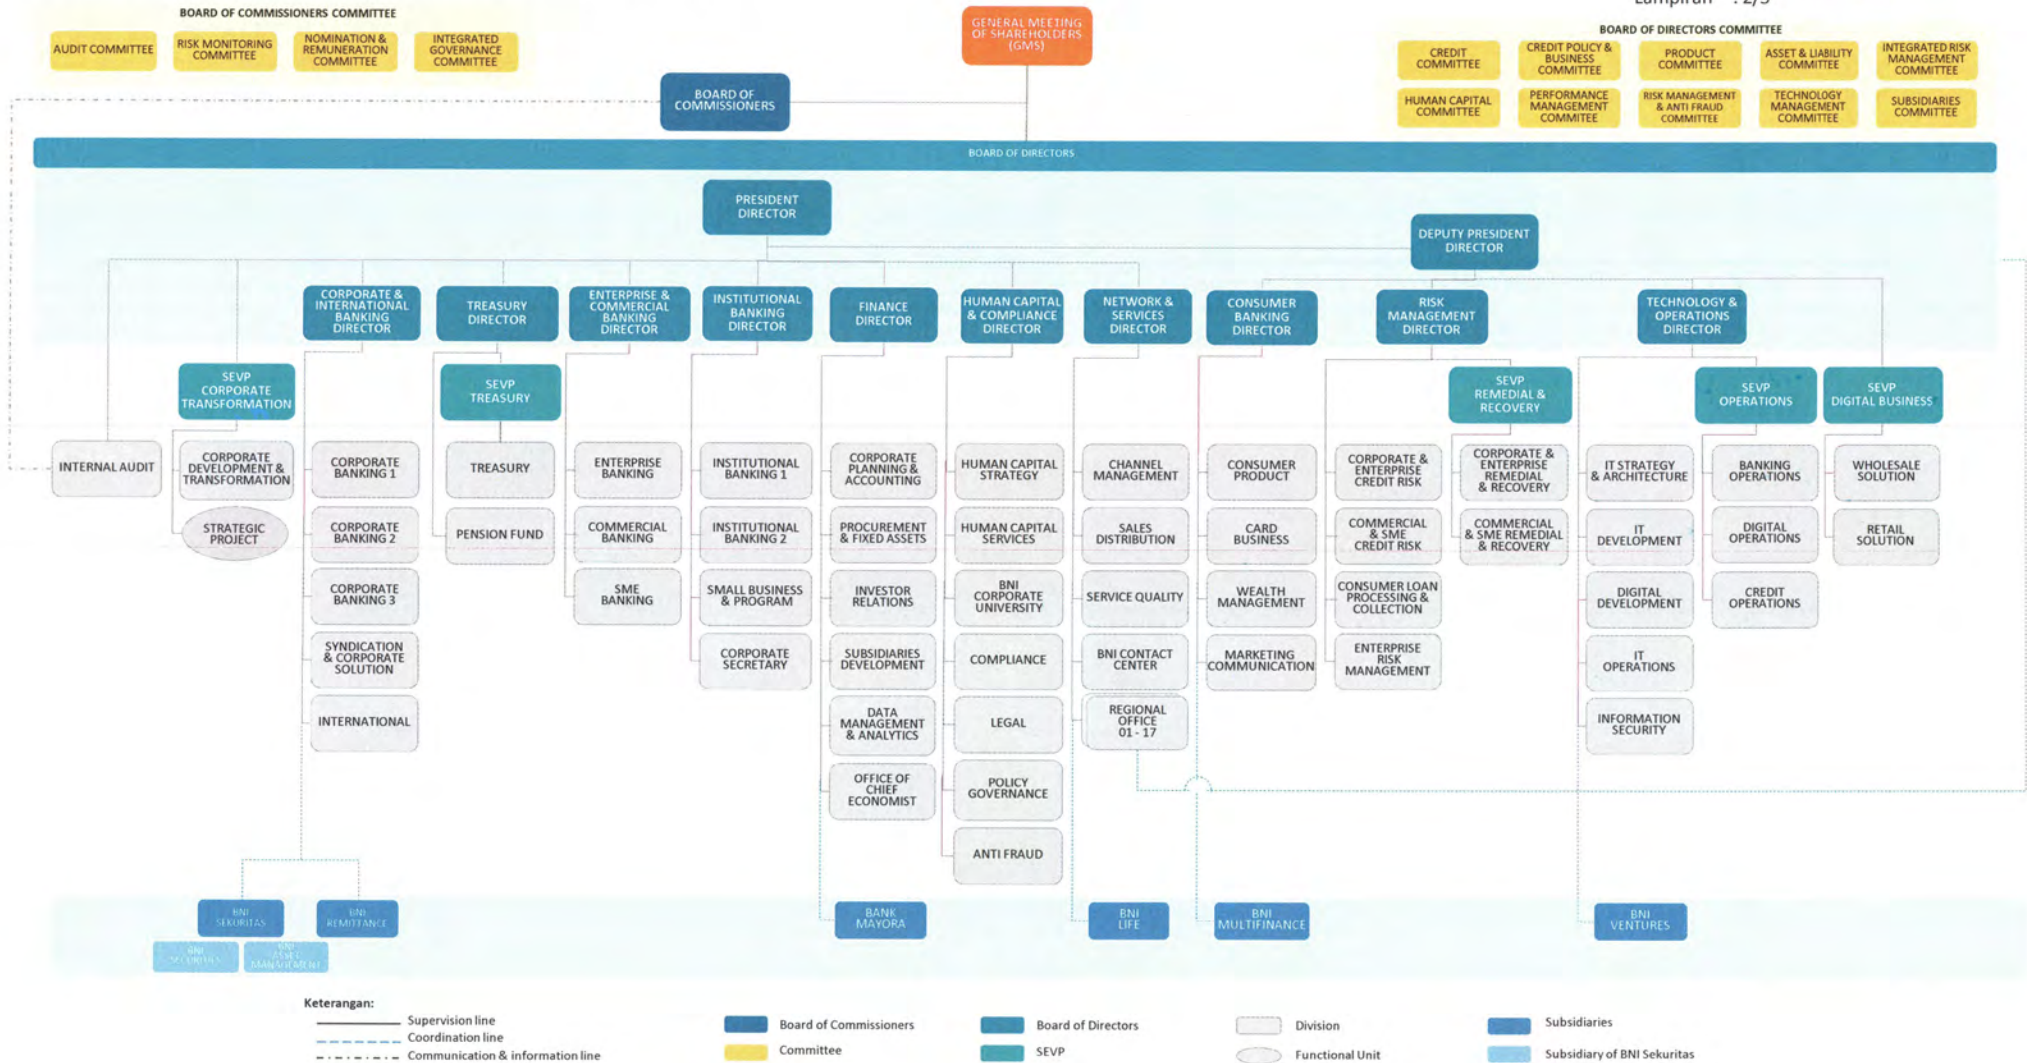 Lampiran : 2/3
BOARD OF COMMISSIONERS COMMITTEE
AUDIT COMMITTEE
RISK MONITORING
COMMITTEE
NOMINATION &
REMUNERATION
COMMITTEE
INTEGRATED
GOVERNANCE
COMMITTEE
GENERAL MEETING
OF SHAREHOLDERS
(GMS)
BOARD OF
COMMISSIONERS
BOARD OF DIRECTORS COMMITTEE
CREDIT
COMMITTEE
CREDIT POLICY &
BUSINESS
COMMITTEE
PRODUCT
COMMITTEE
ASSET & LIABILITY
COMMITTEE
INTEGRATED RISK
MANAGEMENT
COMMITTEE
HUMAN CAPITAL
COMMITTEE
PERFORMANCE
MANAGEMENT
COMMITEE
RISK MANAGEMENT
& ANTI FRAUD
COMMITTEE
TECHNOLOGY
MANAGEMENT
COMMITTEE
SUBSIDIARIES
COMMITTEE
BOARD OF DIRECTORS
PRESIDENT
DIRECTOR
DEPUTY PRESIDENT
DIRECTOR
CORPORATE &
INTERNATIONAL
BANKING
DIRECTOR
TREASURY
DIRECTOR
ENTERPRISE &
COMMERCIAL
BANKING
DIRECTOR
INSTITUTIONAL
BANKING
DIRECTOR
FINANCE
DIRECTOR
HUMAN CAPITAL
& COMPLIANCE
DIRECTOR
NETWORK &
SERVICES
DIRECTOR
CONSUMER
BANKING
DIRECTOR
RISK
MANAGEMENT
DIRECTOR
TECHNOLOGY &
OPERATIONS
DIRECTOR
SEVP
CORPORATE
TRANSFORMATION
SEVP
TREASURY
SEVP
REMEDIAL &
RECOVERY
SEVP
OPERATIONS
SEVP
DIGITAL BUSINESS
INTERNAL AUDIT
CORPORATE
DEVELOPMENT &
TRANSFORMATION
STRATEGIC
PROJECT
CORPORATE
BANKING 1
CORPORATE
BANKING 2
CORPORATE
BANKING 3
SYNDICATION
& CORPORATE
SOLUTION
INTERNATIONAL
TREASURY
PENSION FUND
ENTERPRISE
BANKING
COMMERCIAL
BANKING
SME
BANKING
INSTITUTIONAL
BANKING 1
INSTITUTIONAL
BANKING 2
SMALL BUSINESS
& PROGRAM
CORPORATE
SECRETARY
CORPORATE
PLANNING &
ACCOUNTING
PROCUREMENT
& FIXED ASSETS
INVESTOR
RELATIONS
SUBSIDIARIES
DEVELOPMENT
DATA
MANAGEMENT
& ANALYTICS
OFFICE OF
CHIEF
ECONOMIST
HUMAN CAPITAL
STRATEGY
HUMAN CAPITAL
SERVICES
BNI
CORPORATE
UNIVERSITY
COMPLIANCE
LEGAL
POLICY
GOVERNANCE
ANTI FRAUD
CHANNEL
MANAGEMENT
SALES
DISTRIBUTION
SERVICE QUALITY
BNI CONTACT
CENTER
REGIONAL
OFFICE
01 - 17
CONSUMER
PRODUCT
CARD
BUSINESS
WEALTH
MANAGEMENT
MARKETING
COMMUNICATION
CORPORATE &
ENTERPRISE
CREDIT RISK
COMMERCIAL
& SME
CREDIT RISK
CONSUMER LOAN
PROCESSING &
COLLECTION
ENTERPRISE
RISK
MANAGEMENT
CORPORATE &
ENTERPRISE
REMEDIAL
& RECOVERY
COMMERCIAL
& SME REMEDIAL
& RECOVERY
IT STRATEGY
& ARCHITECTURE
IT
DEVELOPMENT
DIGITAL
DEVELOPMENT
IT
OPERATIONS
INFORMATION
SECURITY
BANKING
OPERATIONS
DIGITAL
OPERATIONS
CREDIT
OPERATIONS
WHOLESALE
SOLUTION
RETAIL
SOLUTION
BNI
SEKURITAS
BNI
REMITTANCE
BNI
SECURITIES
BNI
ASSET
MANAGEMENT
BANK
MAYORA
BNI
LIFE
BNI
MULTIFINANCE
BNI
VENTURES
Keterangan:
Supervision line
Coordination line
Communication & information line
Board of Commissioners
Committee
Board of Directors
SEVP
Division
Functional Unit
Subsidiaries
Subsidiary of BNI Sekuritas